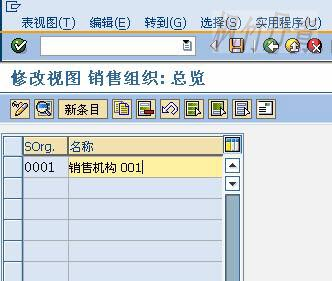 表视图(T) 编辑(E) 转到(G) 选择(S) 实用程序(U)
修改视图 销售组织: 总览
新条目
SOrg. 名称
0001 销售机构 001